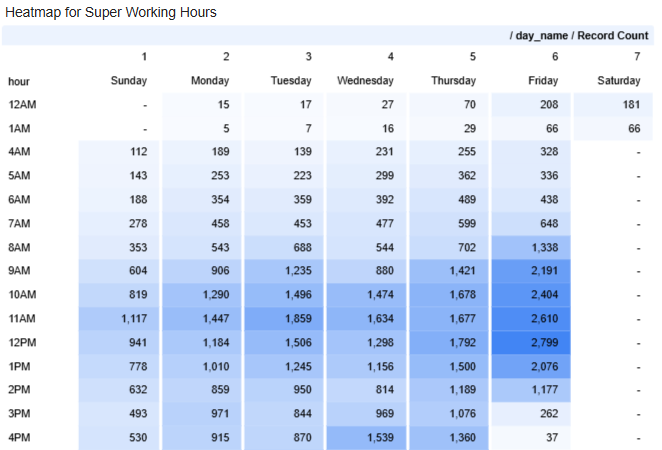 Heatmap for Super Working Hours
/ day_name / Record Count
1 2 3 4 5 6 7
hour Sunday Monday Tuesday Wednesday Thursday Friday Saturday
12AM - 15 17 27 70 208 181
1AM - 5 7 16 29 66 66
4AM 112 189 139 231 255 328 -
5AM 143 253 223 299 362 336 -
6AM 188 354 359 392 489 438 -
7AM 278 458 453 477 599 648 -
8AM 353 543 688 544 702 1,338 -
9AM 604 906 1,235 880 1,421 2,191 -
10AM 819 1,290 1,496 1,474 1,678 2,404 -
11AM 1,117 1,447 1,859 1,634 1,677 2,610 -
12PM 941 1,184 1,506 1,298 1,792 2,799 -
1PM 778 1,010 1,245 1,156 1,500 2,076 -
2PM 632 859 950 814 1,189 1,177 -
3PM 493 971 844 969 1,076 262 -
4PM 530 915 870 1,539 1,360 37 -